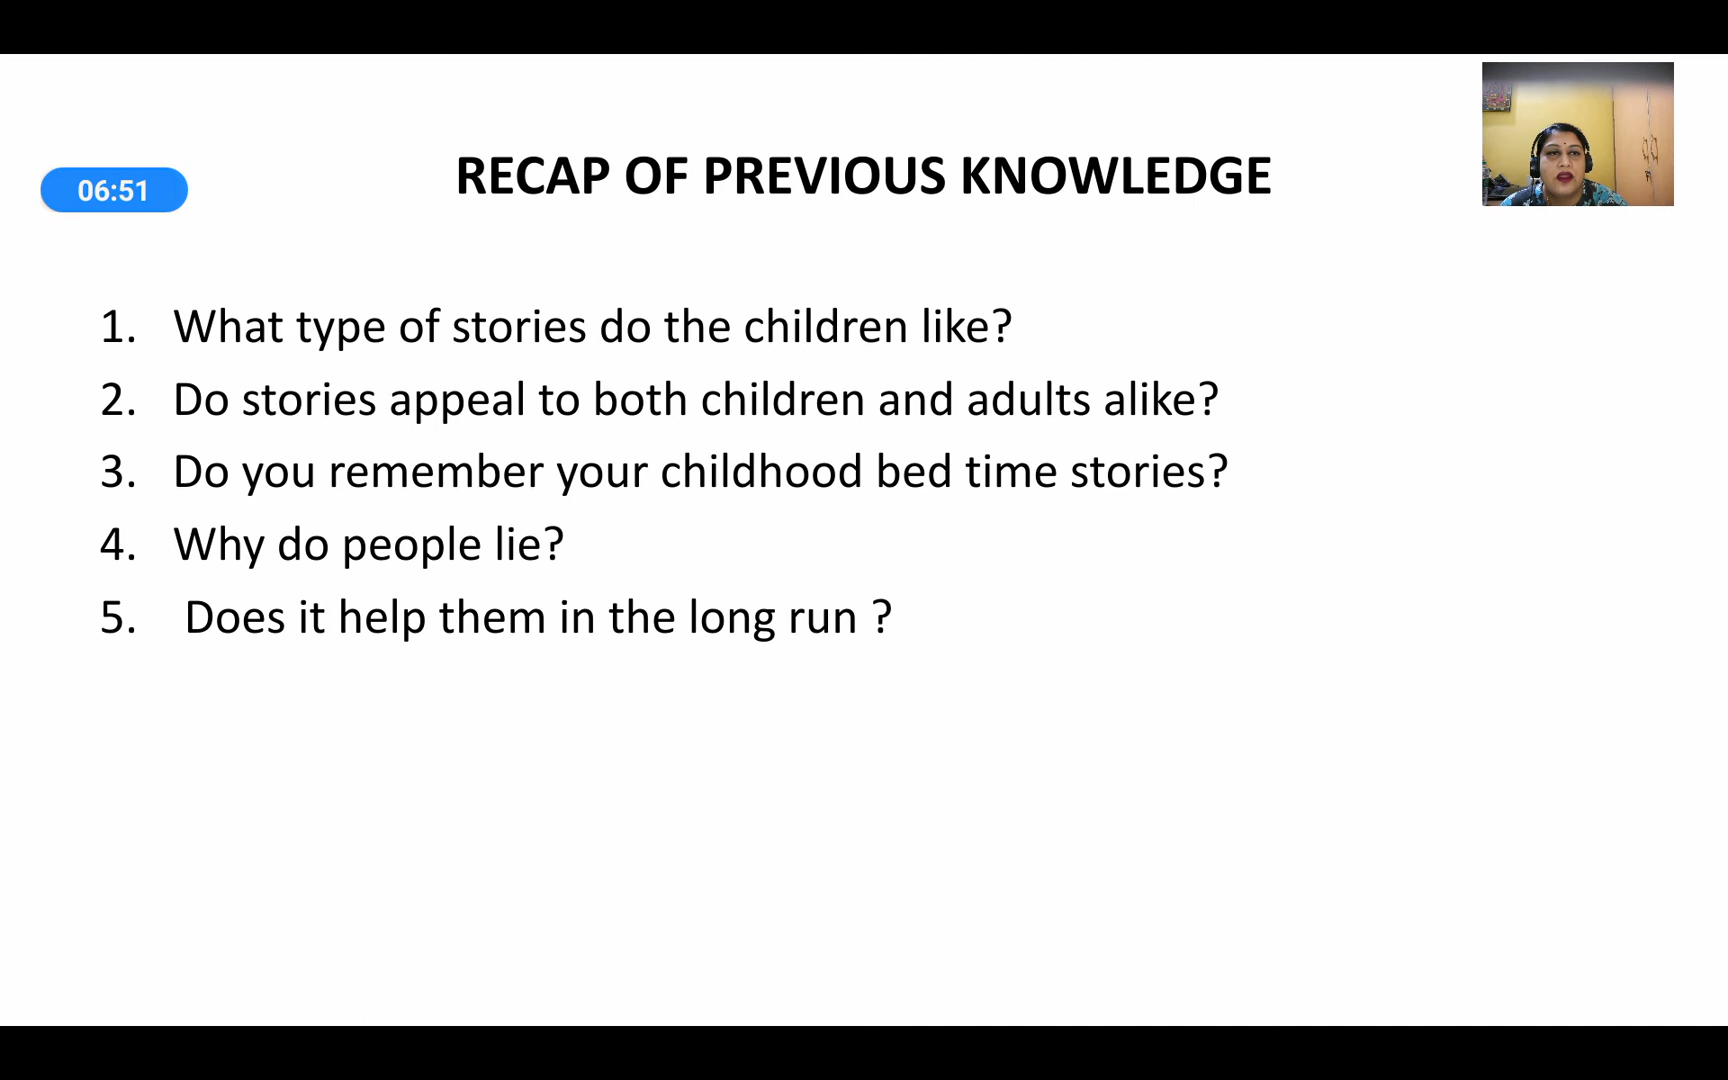 RECAP OF PREVIOUS KNOWLEDGE
06:51
1. What type of stories do the children like?
2. Do stories appeal to both children and adults alike?
3. Do you remember your childhood bed time stories?
4. Why do people lie?
5. Does it help them in the long run ?